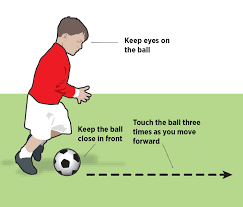 Keep eyes on
the ball
Keep the ball
close in front
Touch the ball three
times as you move
forward